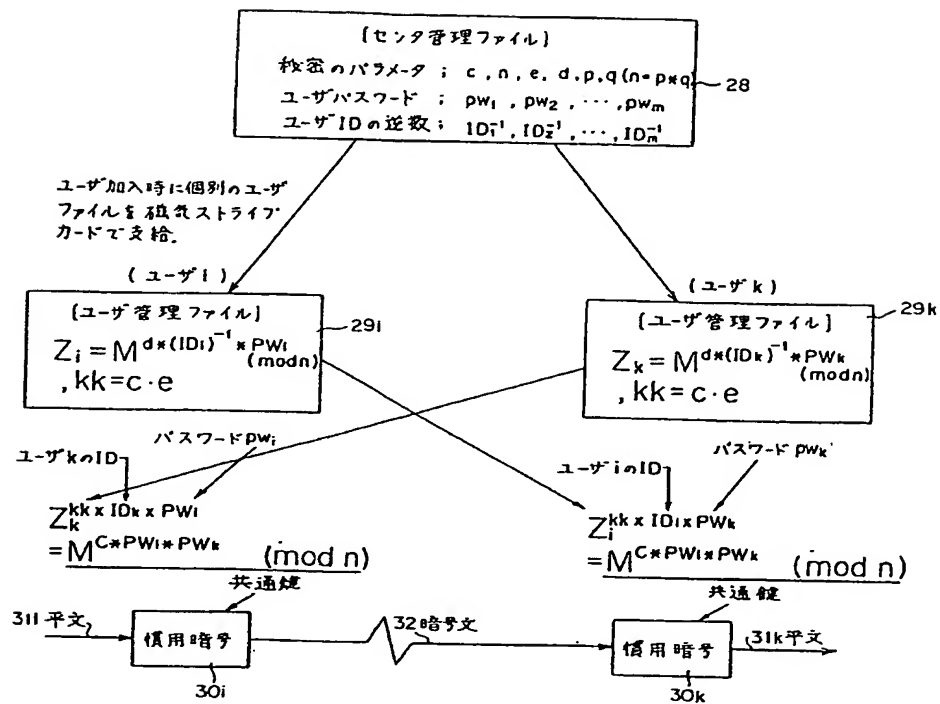 [センタ管理ファイル]
秘密のパラメータ ; c , n , e , d , p , q (n=p*q)
28
ユーザパスワード ; pw₁ , pw₂ , ‥‥ , pwm
ユーザIDの逆数 ; ID₁⁻¹ , ID₂⁻¹ , ‥‥ , IDm⁻¹
ユーザ加入時に個別のユーザ
ファイルを磁気ストライプ
カードで支給.
( ユーザ i )
( ユーザ k )
[ユーザ管理ファイル]
29i
Zi = M^d*(IDi)⁻¹*PWi
(mod n)
, kk = c・e
[ユーザ管理ファイル]
29k
Zk = M^d*(IDk)⁻¹*PWk
(mod n)
, kk = c・e
パスワード pwi
ユーザkのID
Zk^kk x IDk x PWi
= M^C*PWi*PWk (mod n)
パスワード pwk
ユーザiのID
Zi^kk x IDi x PWk
= M^C*PWi*PWk (mod n)
共通鍵
31i 平文
慣用暗号
30i
32 暗号文
共通鍵
慣用暗号
30k
31k 平文